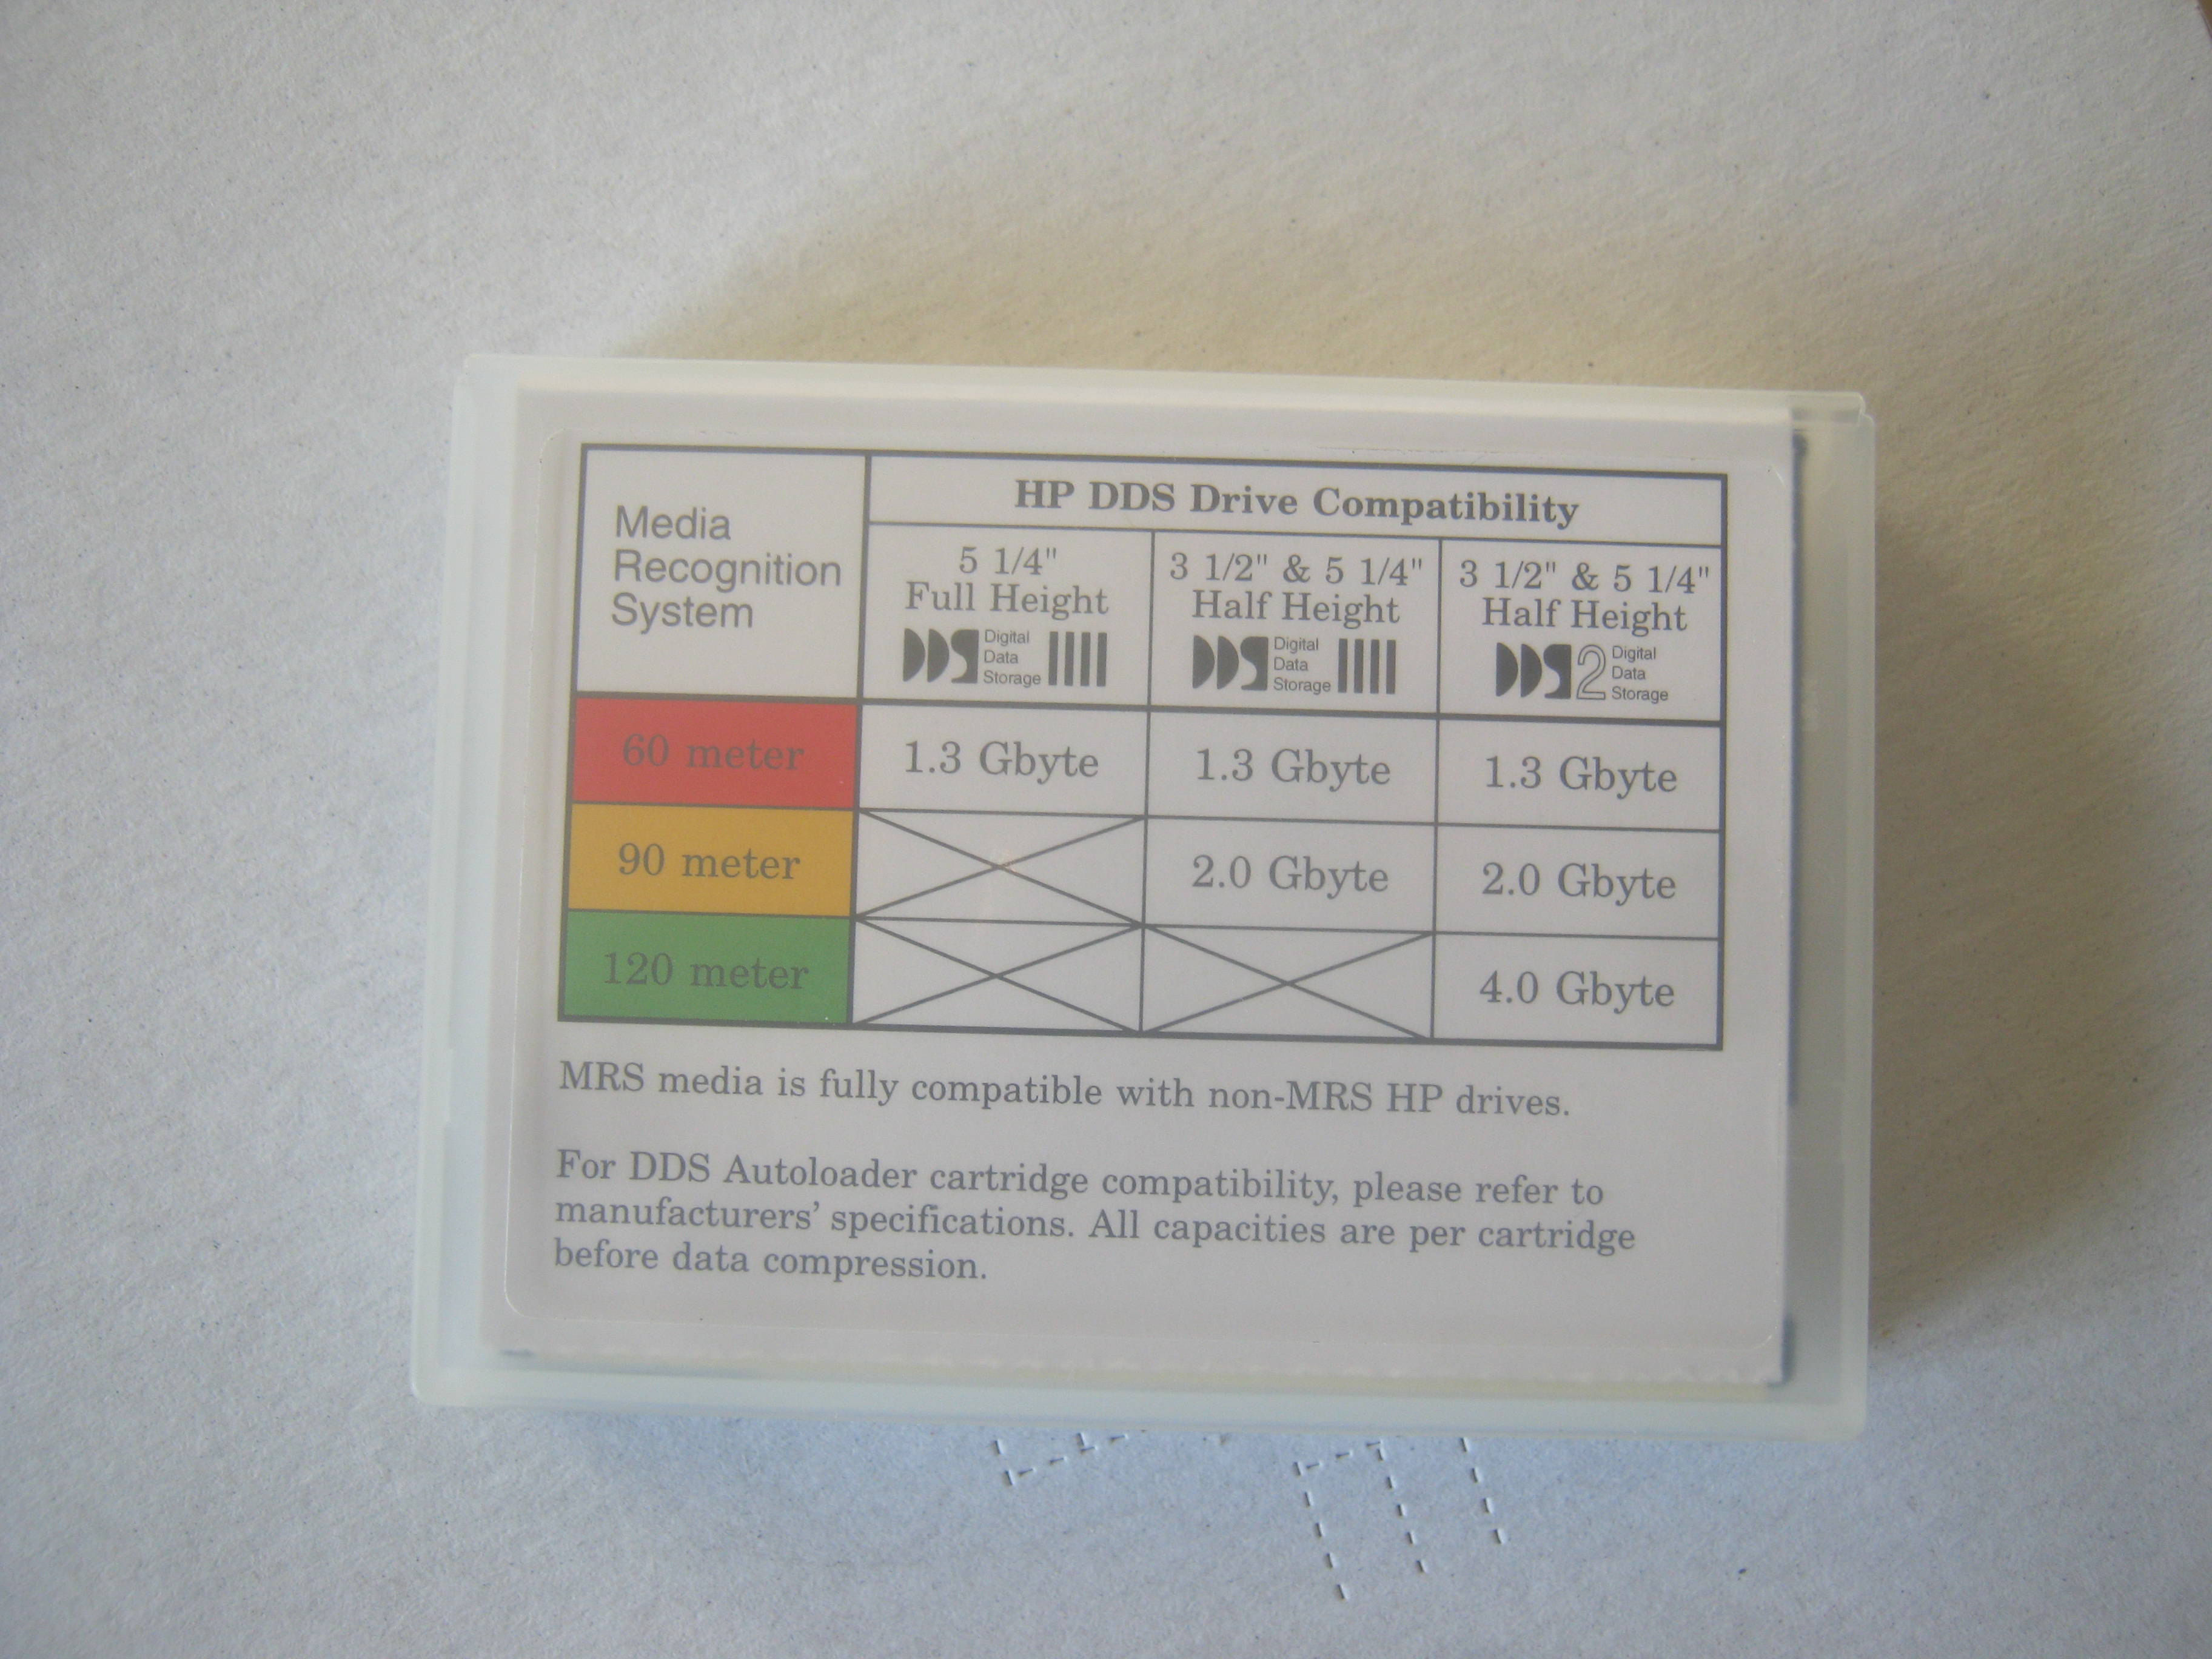 Media
Recognition
System
HP DDS Drive Compatibility
5 1/4"
Full Height
DDS Digital
Data
Storage
3 1/2" & 5 1/4"
Half Height
DDS Digital
Data
Storage
3 1/2" & 5 1/4"
Half Height
DDS2 Digital
Data
Storage
60 meter 1.3 Gbyte 1.3 Gbyte 1.3 Gbyte
90 meter 2.0 Gbyte 2.0 Gbyte
120 meter 4.0 Gbyte
MRS media is fully compatible with non-MRS HP drives.
For DDS Autoloader cartridge compatibility, please refer to
manufacturers' specifications. All capacities are per cartridge
before data compression.